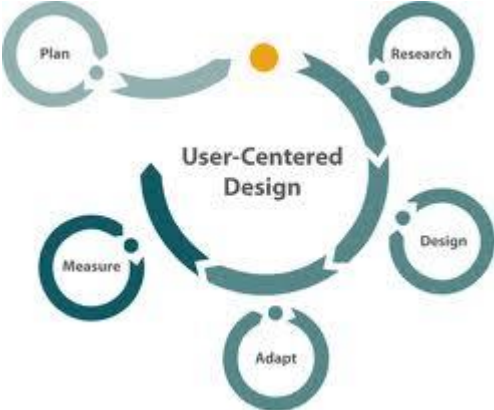 Plan
Research
User-Centered
Design
Design
Measure
Adapt